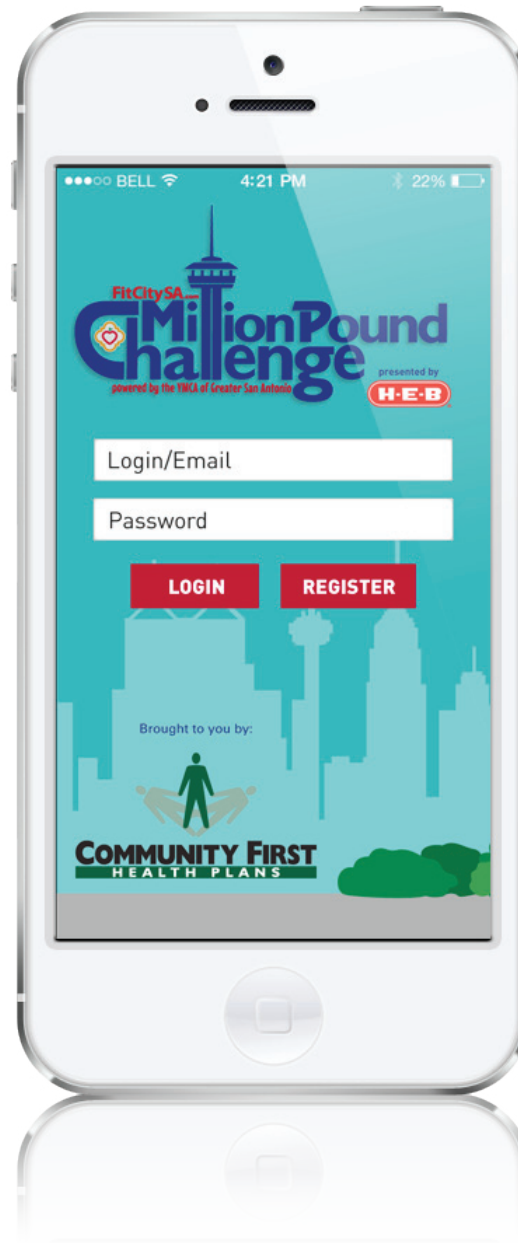 BELL 4:21 PM 22%
FitCitySA.com
Million Pound
Challenge
presented by
powered by the YMCA of Greater San Antonio
H-E-B
Login/Email
Password
LOGIN REGISTER
Brought to you by:
COMMUNITY FIRST
HEALTH PLANS